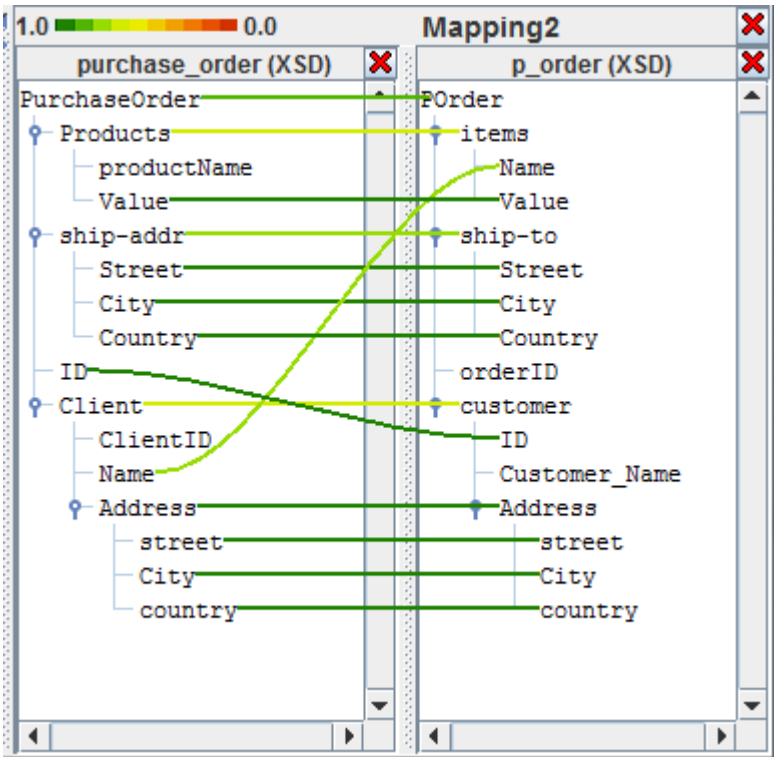 1.0 0.0 Mapping2
purchase_order (XSD) p_order (XSD)
PurchaseOrder POrder
Products items
productName Name
Value Value
ship-addr ship-to
Street Street
City City
Country Country
ID orderID
Client customer
ClientID ID
Name Customer_Name
Address Address
street street
City City
country country